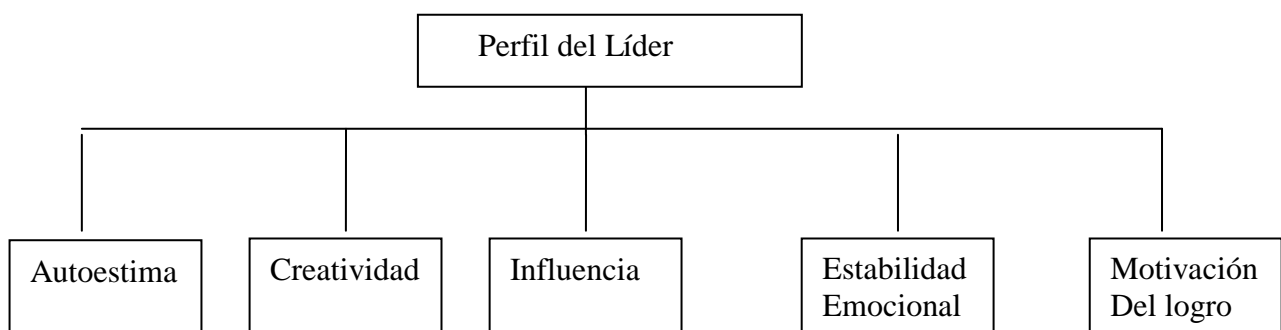 Perfil del Líder
Autoestima
Creatividad
Influencia
Estabilidad
Emocional
Motivación
Del logro